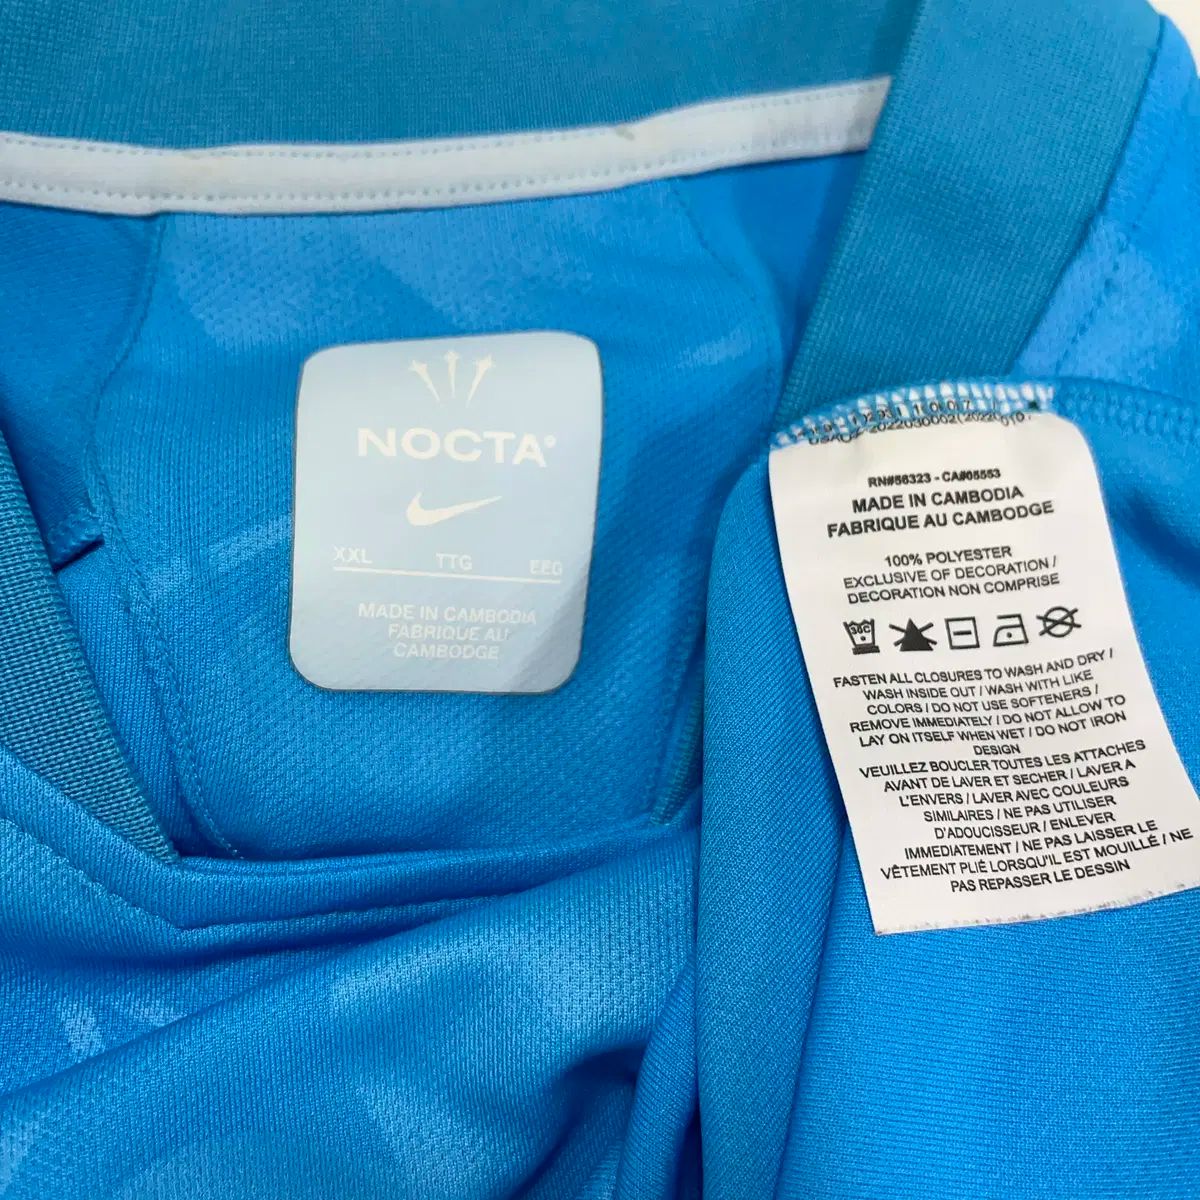 NOCTA®
XXL TTG EEG
MADE IN CAMBODIA
FABRIQUE AU
CAMBODGE
RN#56323 - CA#05553
MADE IN CAMBODIA
FABRIQUE AU CAMBODGE
100% POLYESTER
EXCLUSIVE OF DECORATION /
DECORATION NON COMPRISE
30C
FASTEN ALL CLOSURES TO WASH AND DRY /
WASH INSIDE OUT / WASH WITH LIKE
COLORS / DO NOT USE SOFTENERS /
REMOVE IMMEDIATELY / DO NOT ALLOW TO
LAY ON ITSELF WHEN WET / DO NOT IRON
DESIGN
VEUILLEZ BOUCLER TOUTES LES ATTACHES
AVANT DE LAVER ET SECHER / LAVER A
L'ENVERS / LAVER AVEC COULEURS
SIMILAIRES / NE PAS UTILISER
D'ADOUCISSEUR / ENLEVER
IMMEDIATEMENT / NE PAS LAISSER LE
VÊTEMENT PLIÉ LORSQU'IL EST MOUILLÉ / NE
PAS REPASSER LE DESSIN